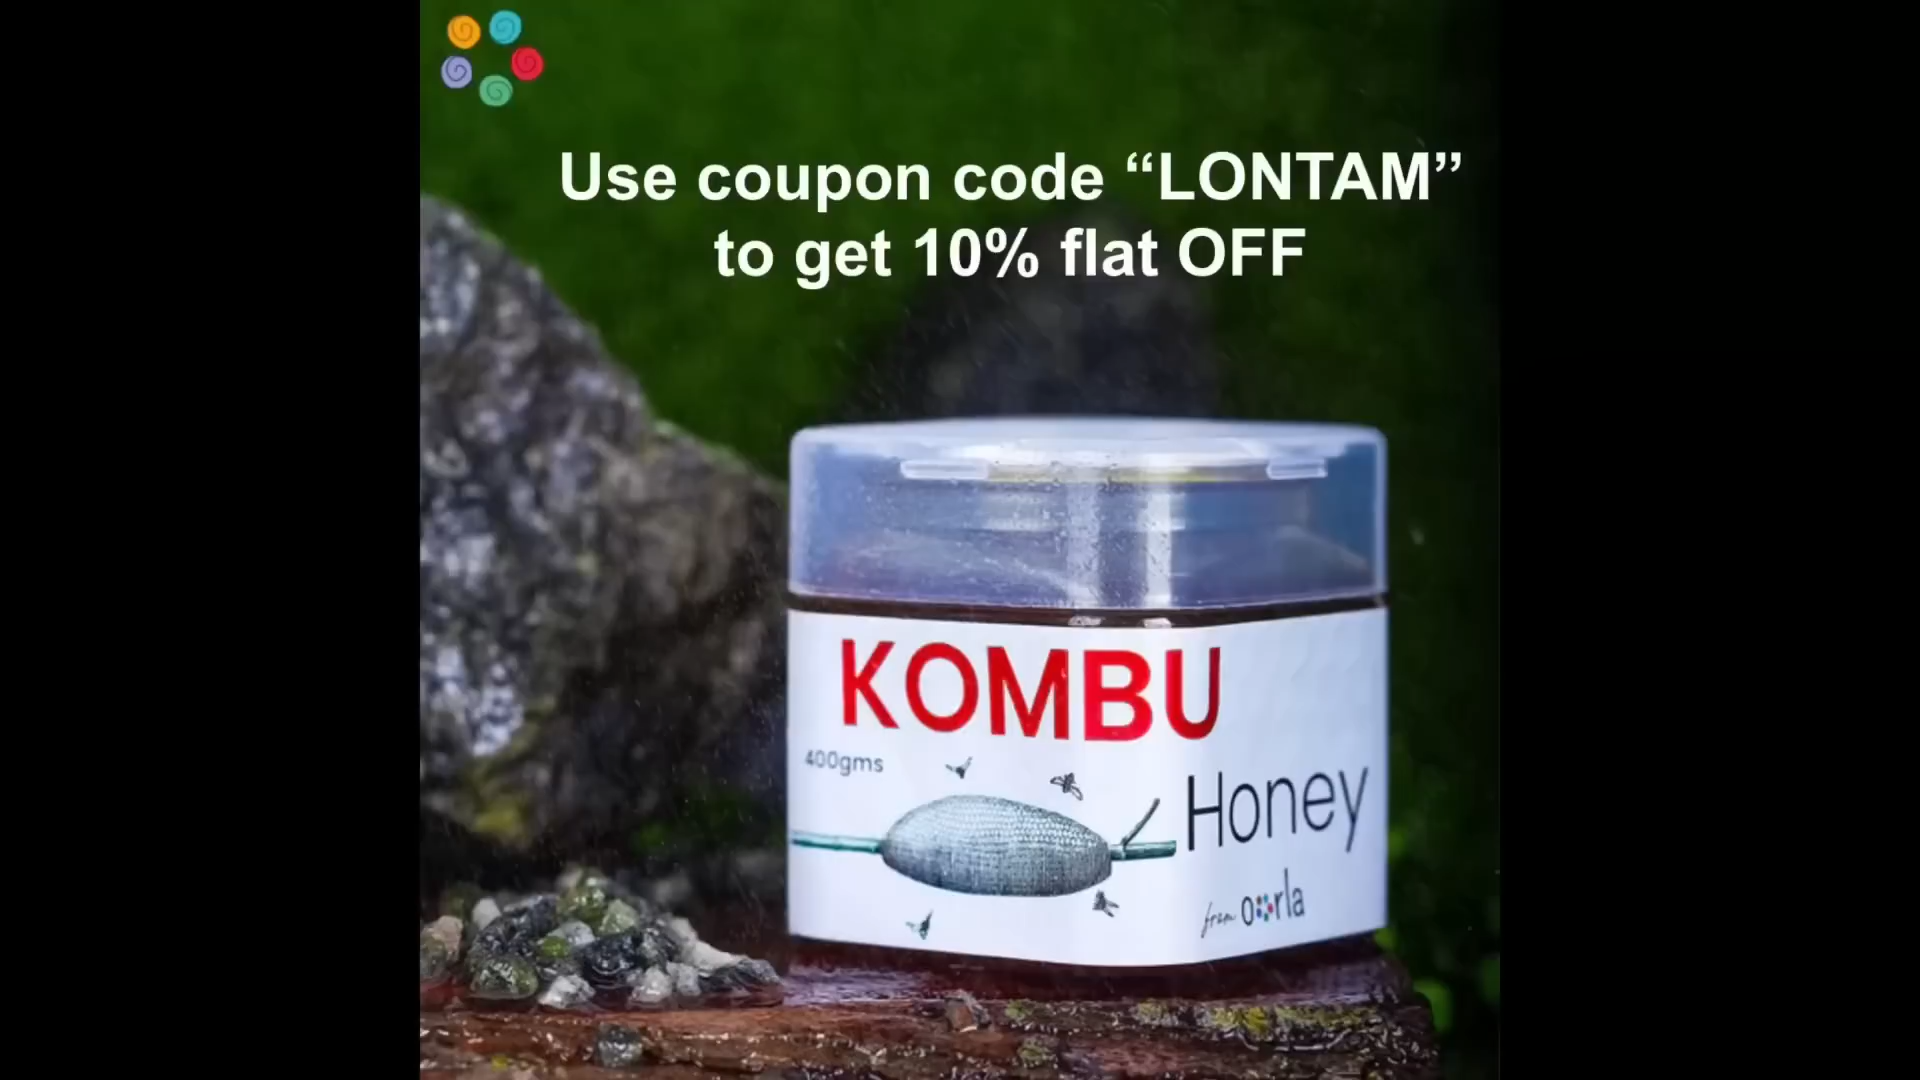 Use coupon code “LONTAM”
to get 10% flat OFF
KOMBU
400gms
Honey
from oorla